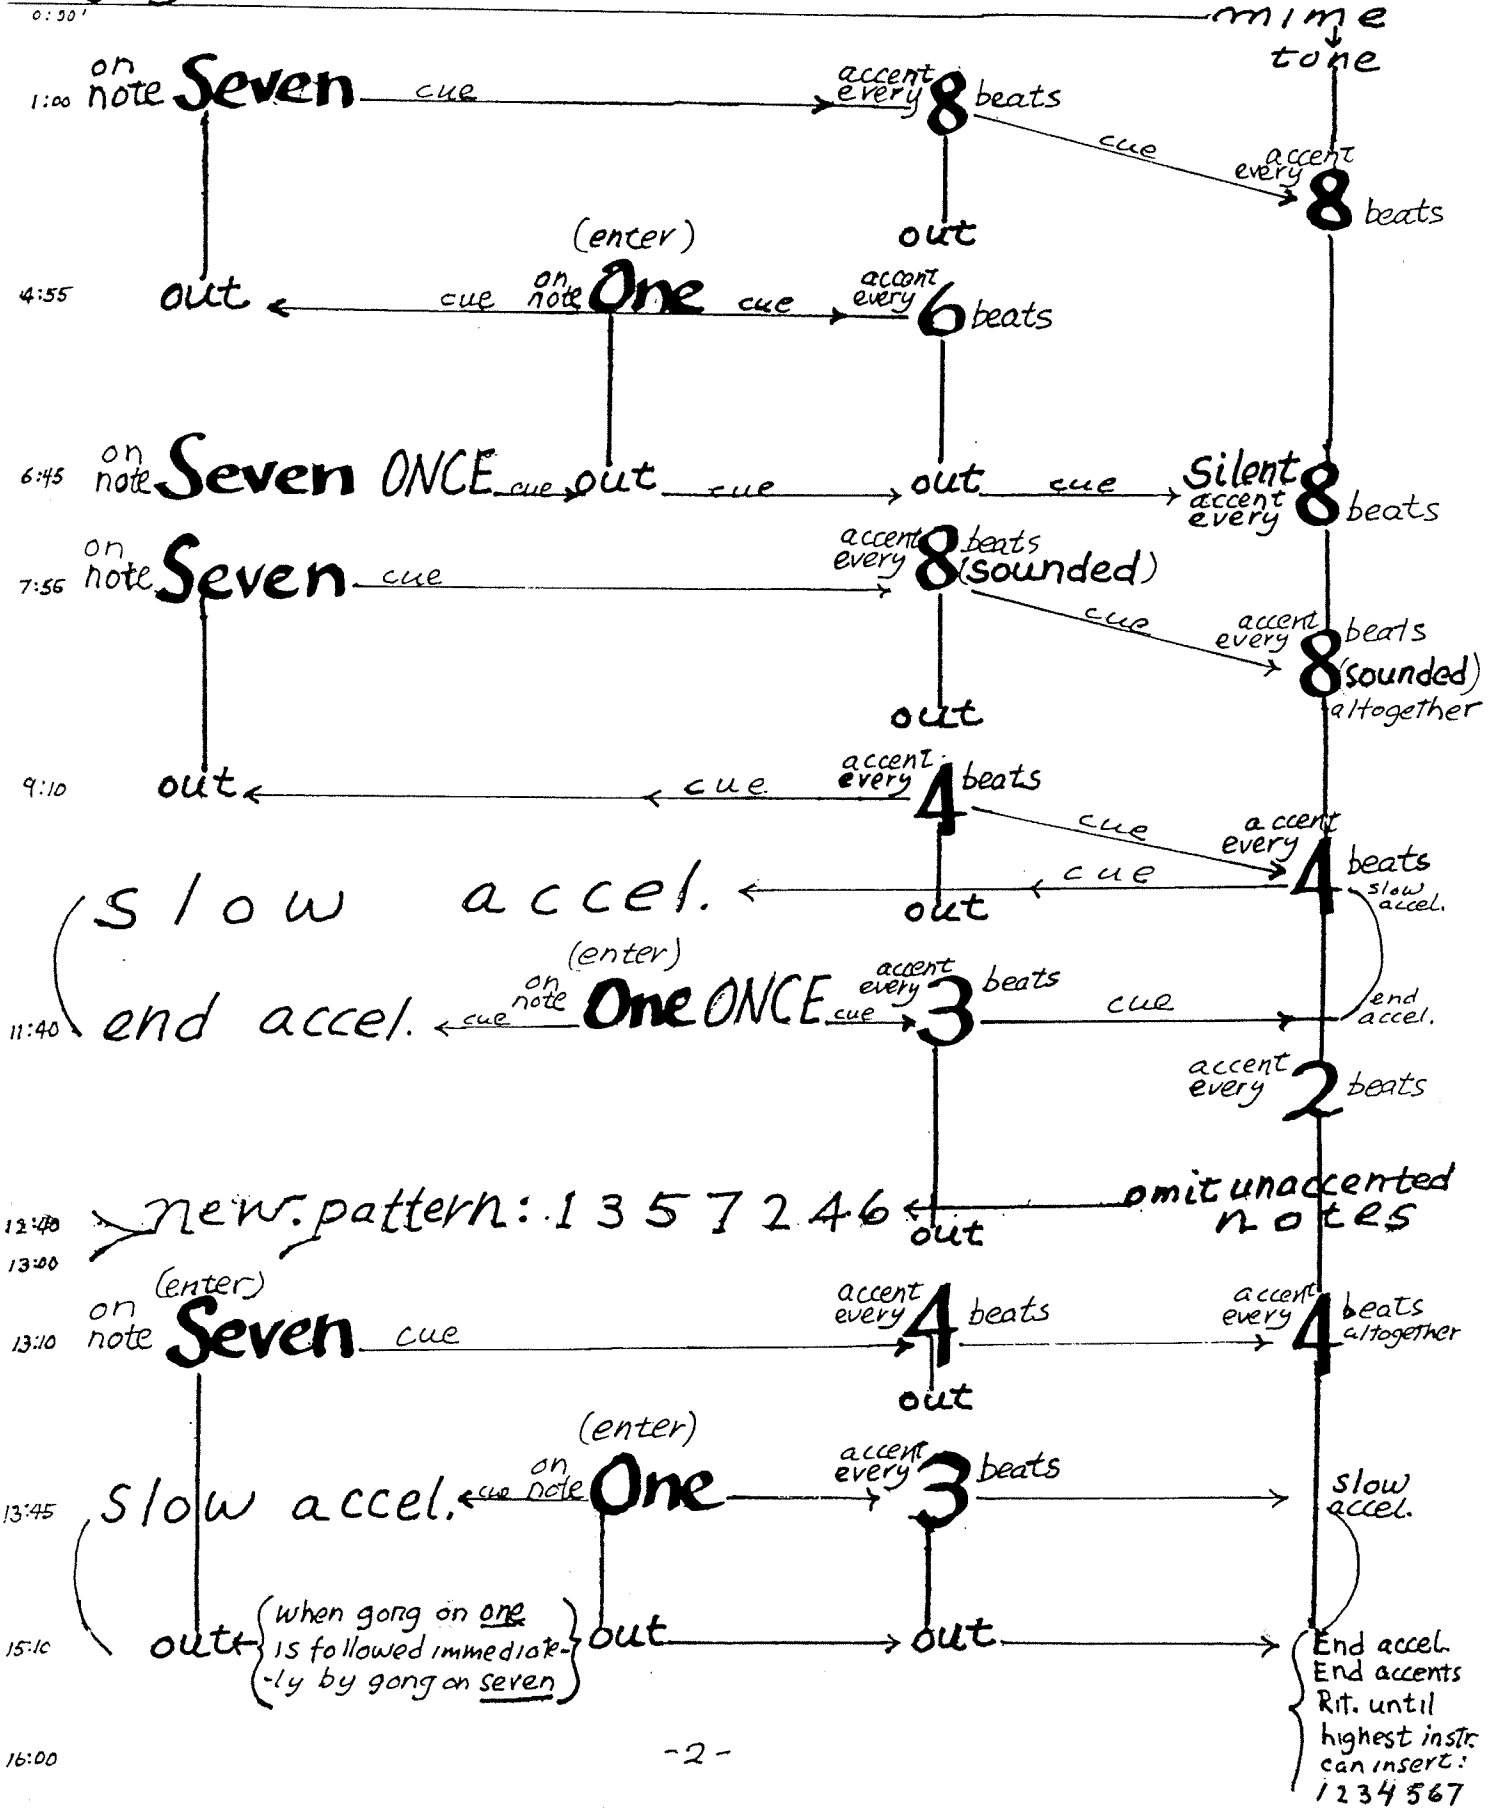 0:30'
mime
tone
1:00 on note Seven cue accent every 8 beats
cue
accent every 8 beats
out
(enter)
4:55 out cue on note One cue accent every 6 beats
6:45 on note Seven ONCE cue out cue out cue Silent accent every 8 beats
7:55 on note Seven cue accent every 8 beats (sounded)
cue
accent every 8 beats (sounded) altogether
out
9:10 out cue accent every 4 beats
cue
accent every 4 beats
slow accel. cue slow accel.
out
(enter)
11:40 end accel. cue on note One ONCE cue accent every 3 beats cue end accel.
accent every 2 beats
12:40 new pattern: 1 3 5 7 2 4 6 omit unaccented notes
out
13:00
(enter)
13:10 on note Seven cue accent every 4 beats accent every 4 beats altogether
out
(enter)
13:45 slow accel. cue on note One accent every 3 beats slow accel.
15:10 out when gong on one is followed immediate- -ly by gong on seven out out
End accel.
End accents
Rit. until
highest instr.
can insert:
1 2 3 4 5 6 7
16:00
-2-